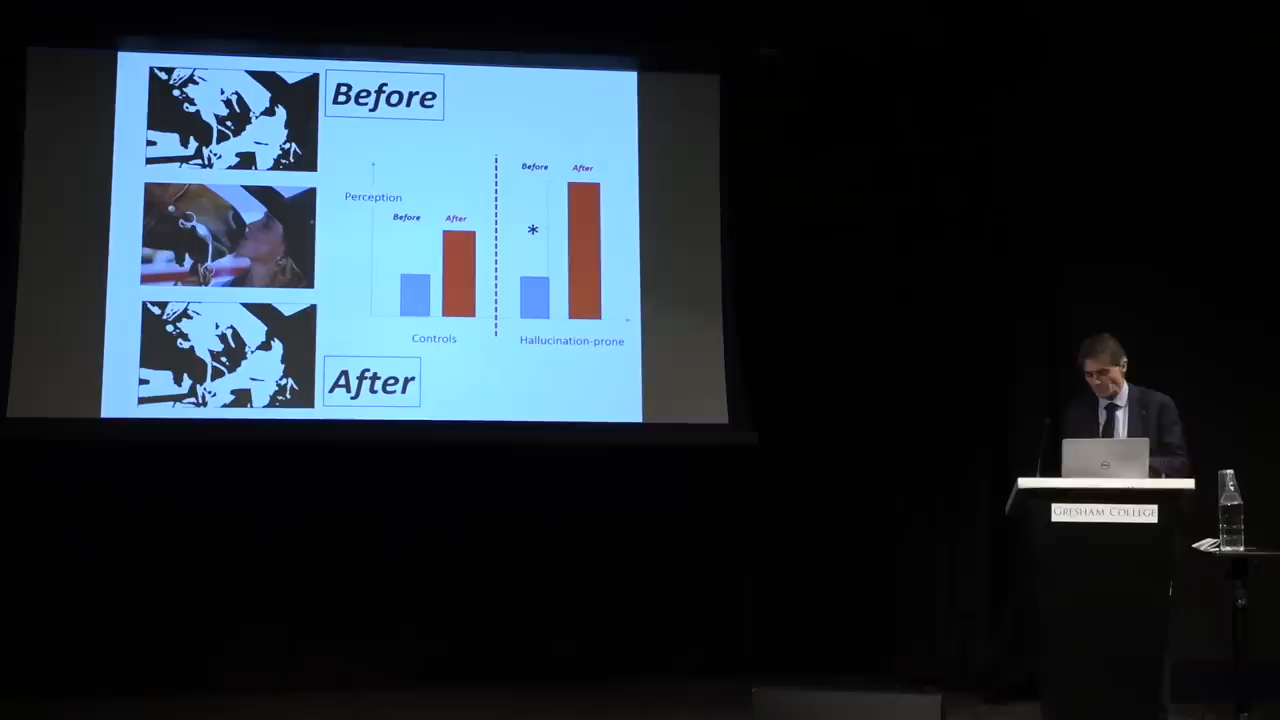 Before
Before
After
Perception
Before
After
*
Controls
Hallucination-prone
After
GRESHAM COLLEGE